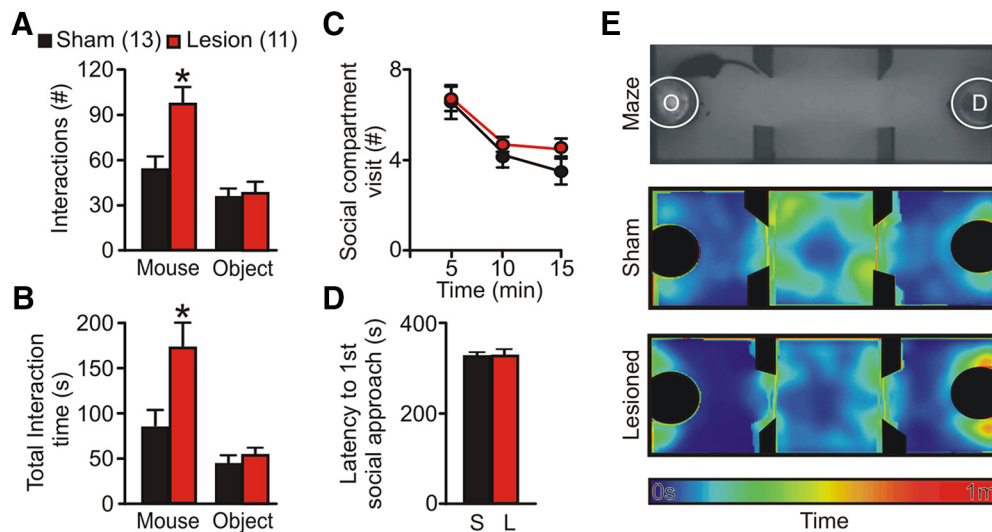 A
Sham (13) Lesion (11)
Interactions (#)
120
90
60
30
0
*
Mouse Object
B
Total Interaction
time (s)
200
150
100
50
0
*
Mouse Object
C
Social compartment
visit (#)
8
4
0
5 10 15
Time (min)
D
Latency to 1st
social approach (s)
400
200
0
S L
E
Maze
O D
Sham
Lesioned
0s 1m
Time